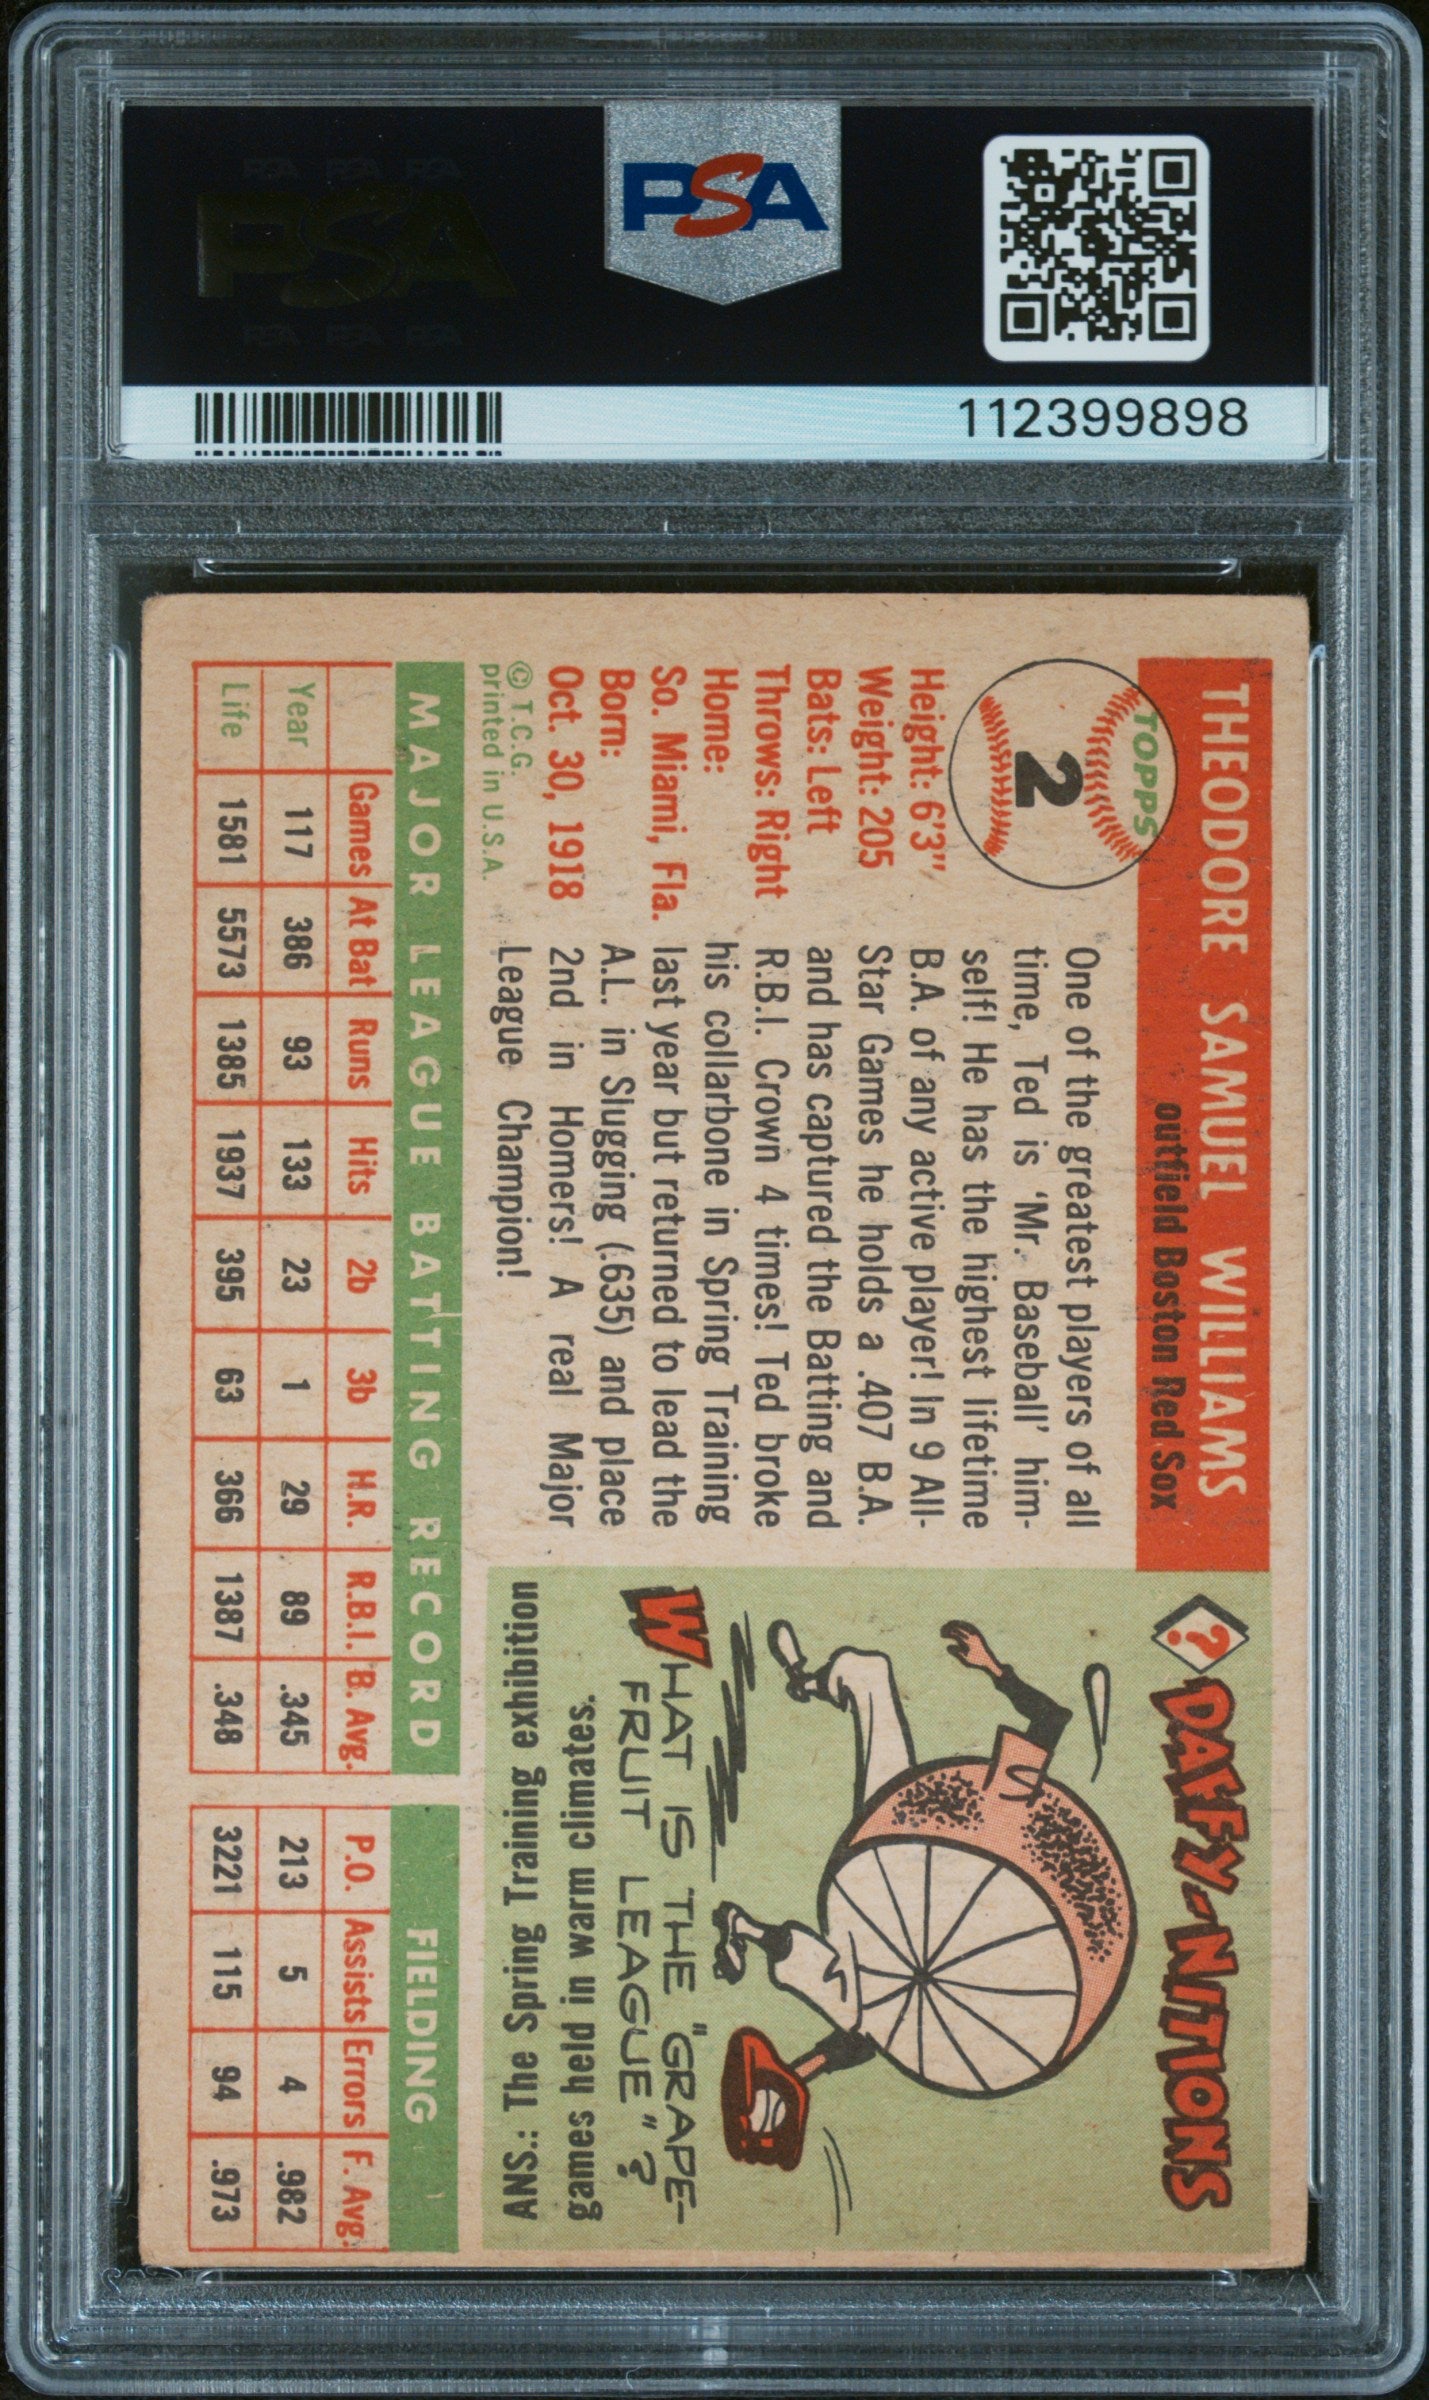 PSA PSA PSA
PSA
PSA PSA PSA
PSA
112399898
THEODORE SAMUEL WILLIAMS
outfield Boston Red Sox
TOPPS
2
Height: 6'3"
Weight: 205
Bats: Left
Throws: Right
Home:
So. Miami, Fla.
Born:
Oct. 30, 1918
© T.C.G.
printed in U.S.A.
One of the greatest players of all
time, Ted is 'Mr. Baseball' him-
self! He has the highest lifetime
B.A. of any active player! In 9 All-
Star Games he holds a .407 B.A.
and has captured the Batting and
R.B.I. Crown 4 times! Ted broke
his collarbone in Spring Training
last year but returned to lead the
A.L. in Slugging (.635) and place
2nd in Homers! A real Major
League Champion!
? DAFFY-NITIONS
WHAT IS THE "GRAPE-
FRUIT LEAGUE"?
ANS.: The Spring Training exhibition
games held in warm climates.
MAJOR LEAGUE BATTING RECORD FIELDING
Games At Bat Runs Hits 2b 3b H.R. R.B.I. B. Avg. P.O. Assists Errors F. Avg.
Year 117 386 93 133 23 1 29 89 .345 213 5 4 .982
Life 1581 5573 1385 1937 395 63 366 1387 .348 3221 115 94 .973